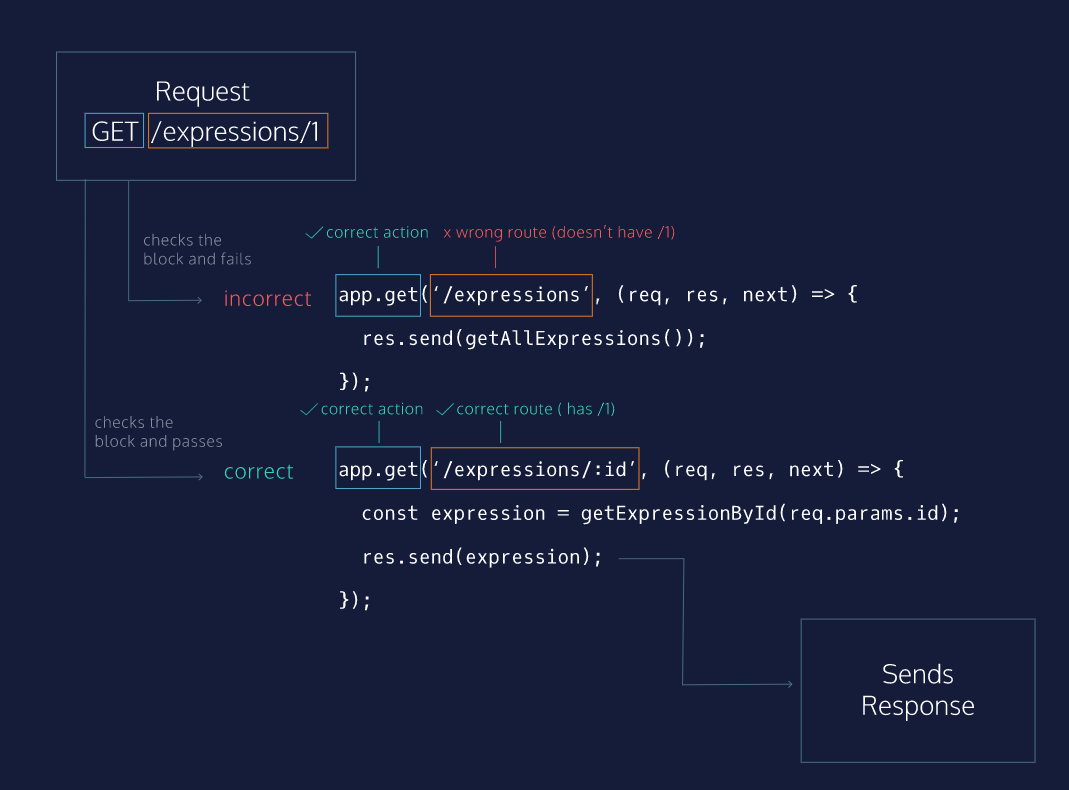 Request
GET /expressions/1
checks the
block and fails
✓ correct action x wrong route (doesn’t have /1)
incorrect
app.get(‘/expressions’, (req, res, next) => {
res.send(getAllExpressions());
});
checks the
block and passes
✓ correct action ✓ correct route ( has /1)
correct
app.get(‘/expressions/:id’, (req, res, next) => {
const expression = getExpressionById(req.params.id);
res.send(expression);
});
Sends
Response